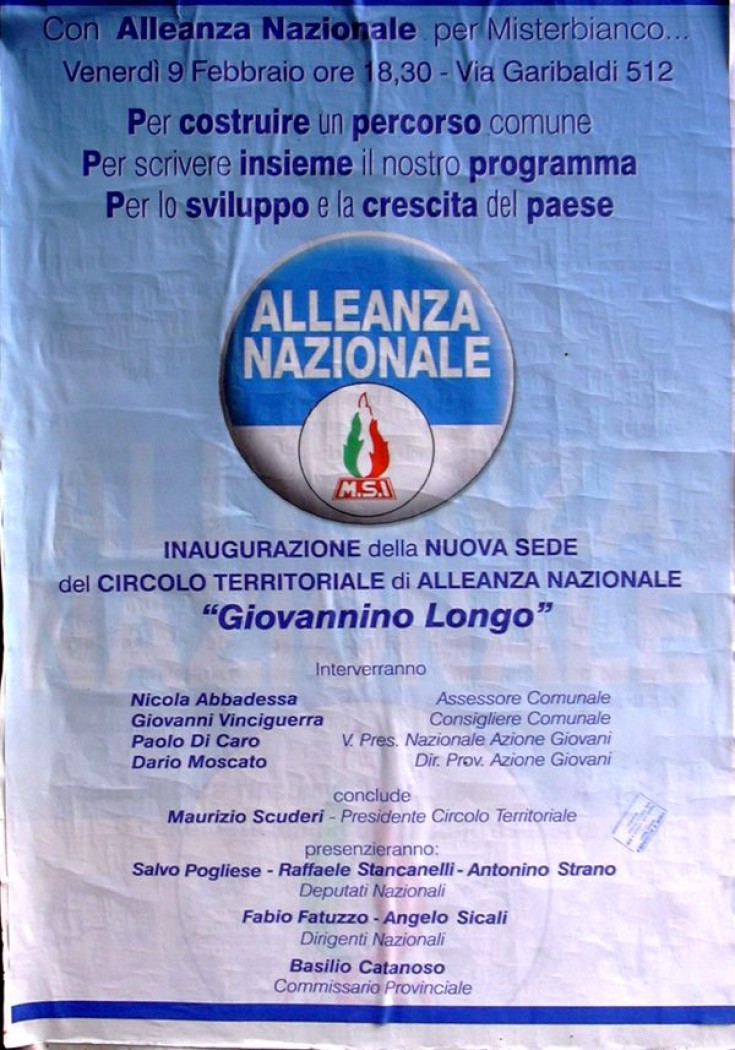 Con Alleanza Nazionale per Misterbianco...
Venerdì 9 Febbraio ore 18,30 - Via Garibaldi 512
Per costruire un percorso comune
Per scrivere insieme il nostro programma
Per lo sviluppo e la crescita del paese
ALLEANZA
NAZIONALE
M.S.I
INAUGURAZIONE della NUOVA SEDE
del CIRCOLO TERRITORIALE di ALLEANZA NAZIONALE
"Giovannino Longo"
Interverranno
Nicola Abbadessa Assessore Comunale
Giovanni Vinciguerra Consigliere Comunale
Paolo Di Caro V. Pres. Nazionale Azione Giovani
Dario Moscato Dir. Prov. Azione Giovani
conclude
Maurizio Scuderi - Presidente Circolo Territoriale
presenzieranno:
Salvo Pogliese - Raffaele Stancanelli - Antonino Strano
Deputati Nazionali
Fabio Fatuzzo - Angelo Sicali
Dirigenti Nazionali
Basilio Catanoso
Commissario Provinciale